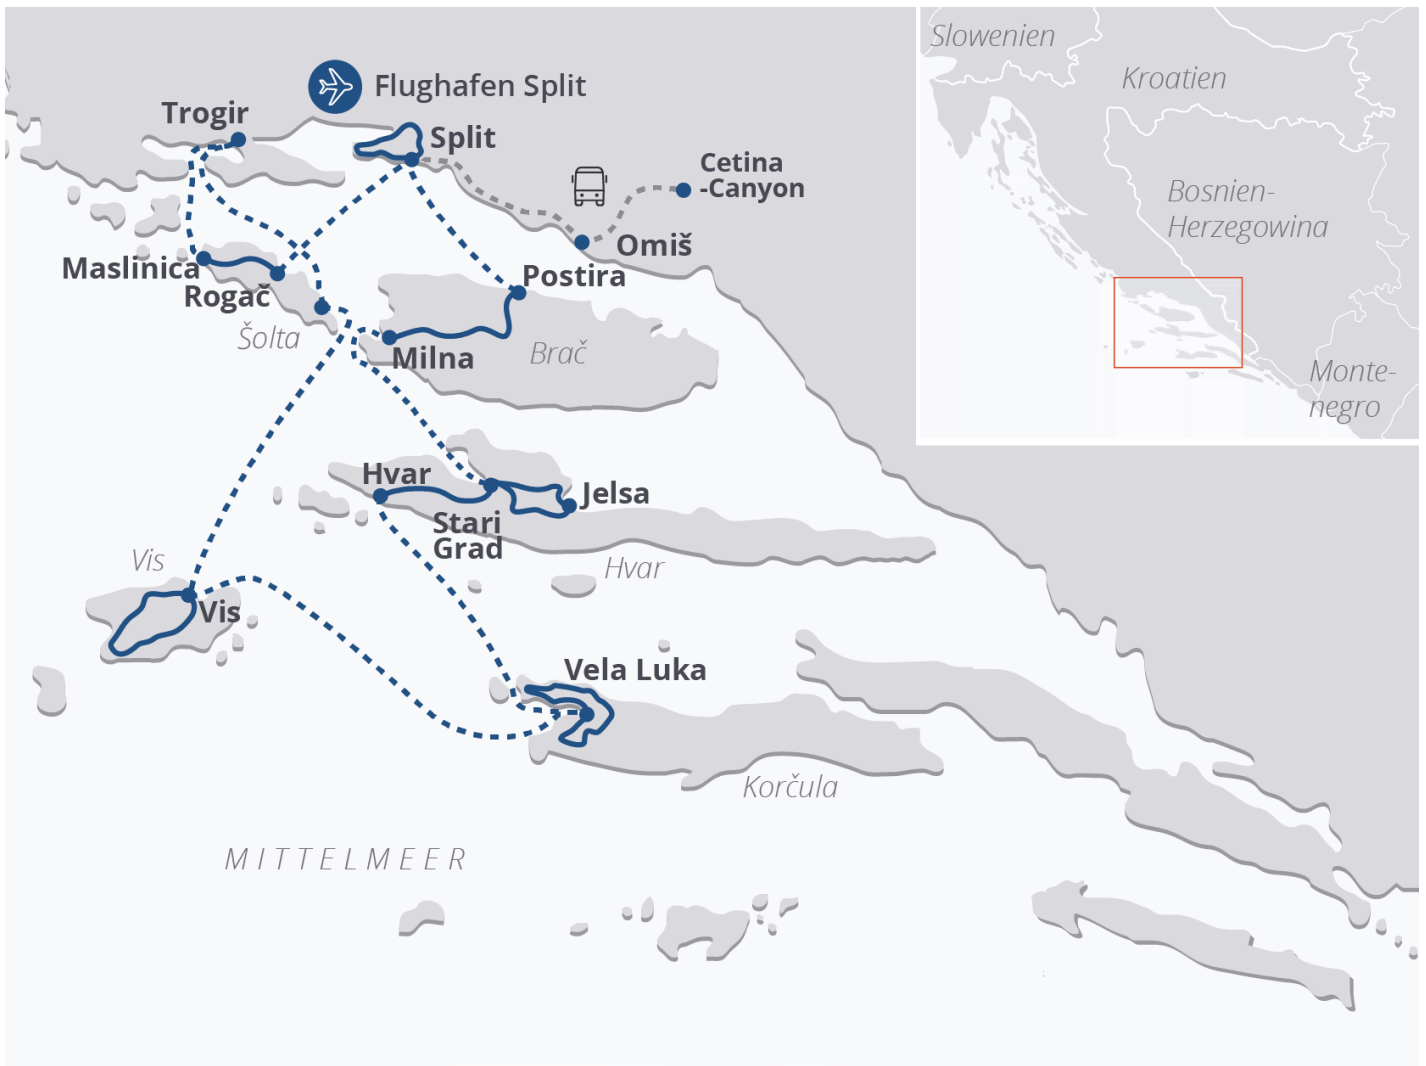 Flughafen Split
Trogir
Split
Cetina
-Canyon
Omiš
Maslinica
Rogač
Postira
Šolta
Milna
Brač
Hvar
Jelsa
Stari
Grad
Hvar
Vis
Vis
Vela Luka
Korčula
MITTELMEER
Slowenien
Kroatien
Bosnien-
Herzegowina
Monte-
negro